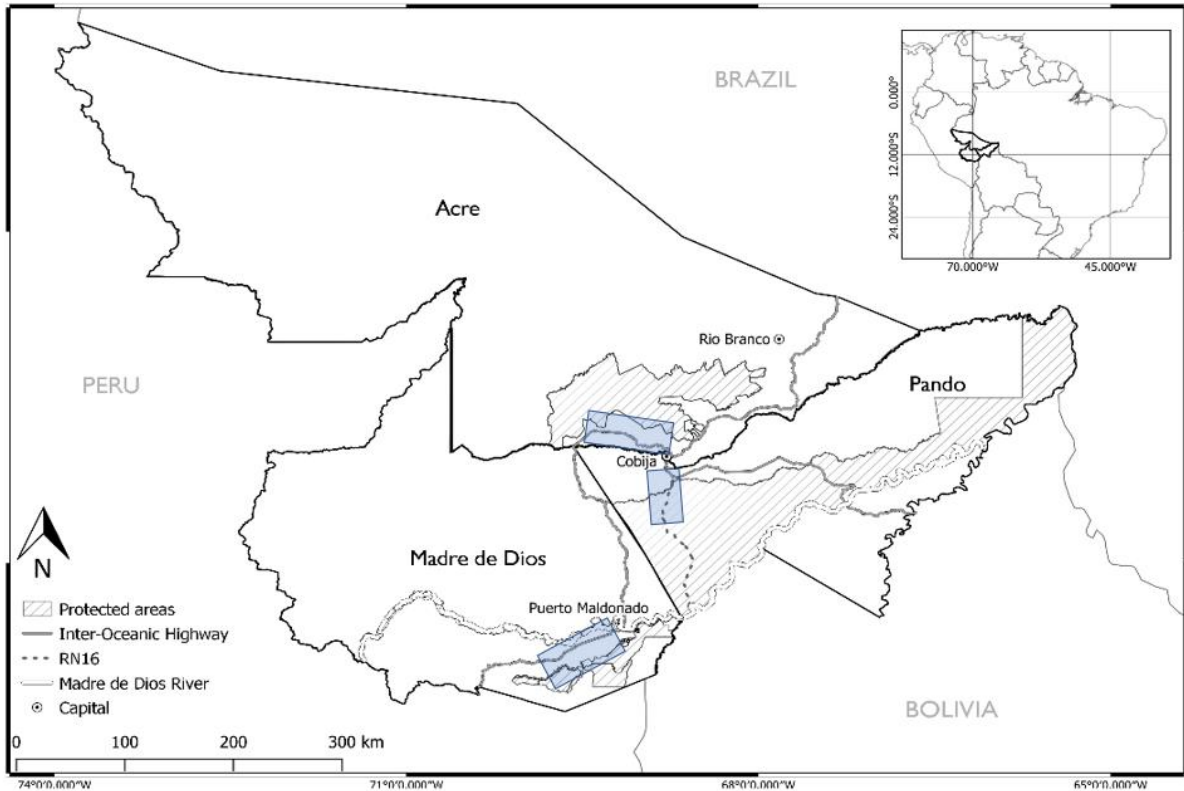 BRAZIL
0.000°
12.000°S
24.000°S
70.000°W
45.000°W
Acre
Rio Branco
PERU
Pando
Cobija
Madre de Dios
Puerto Maldonado
BOLIVIA
N
Protected areas
Inter-Oceanic Highway
RN16
Madre de Dios River
Capital
0 100 200 300 km
74°0'0.000"W 71°0'0.000"W 68°0'0.000"W 65°0'0.000"W